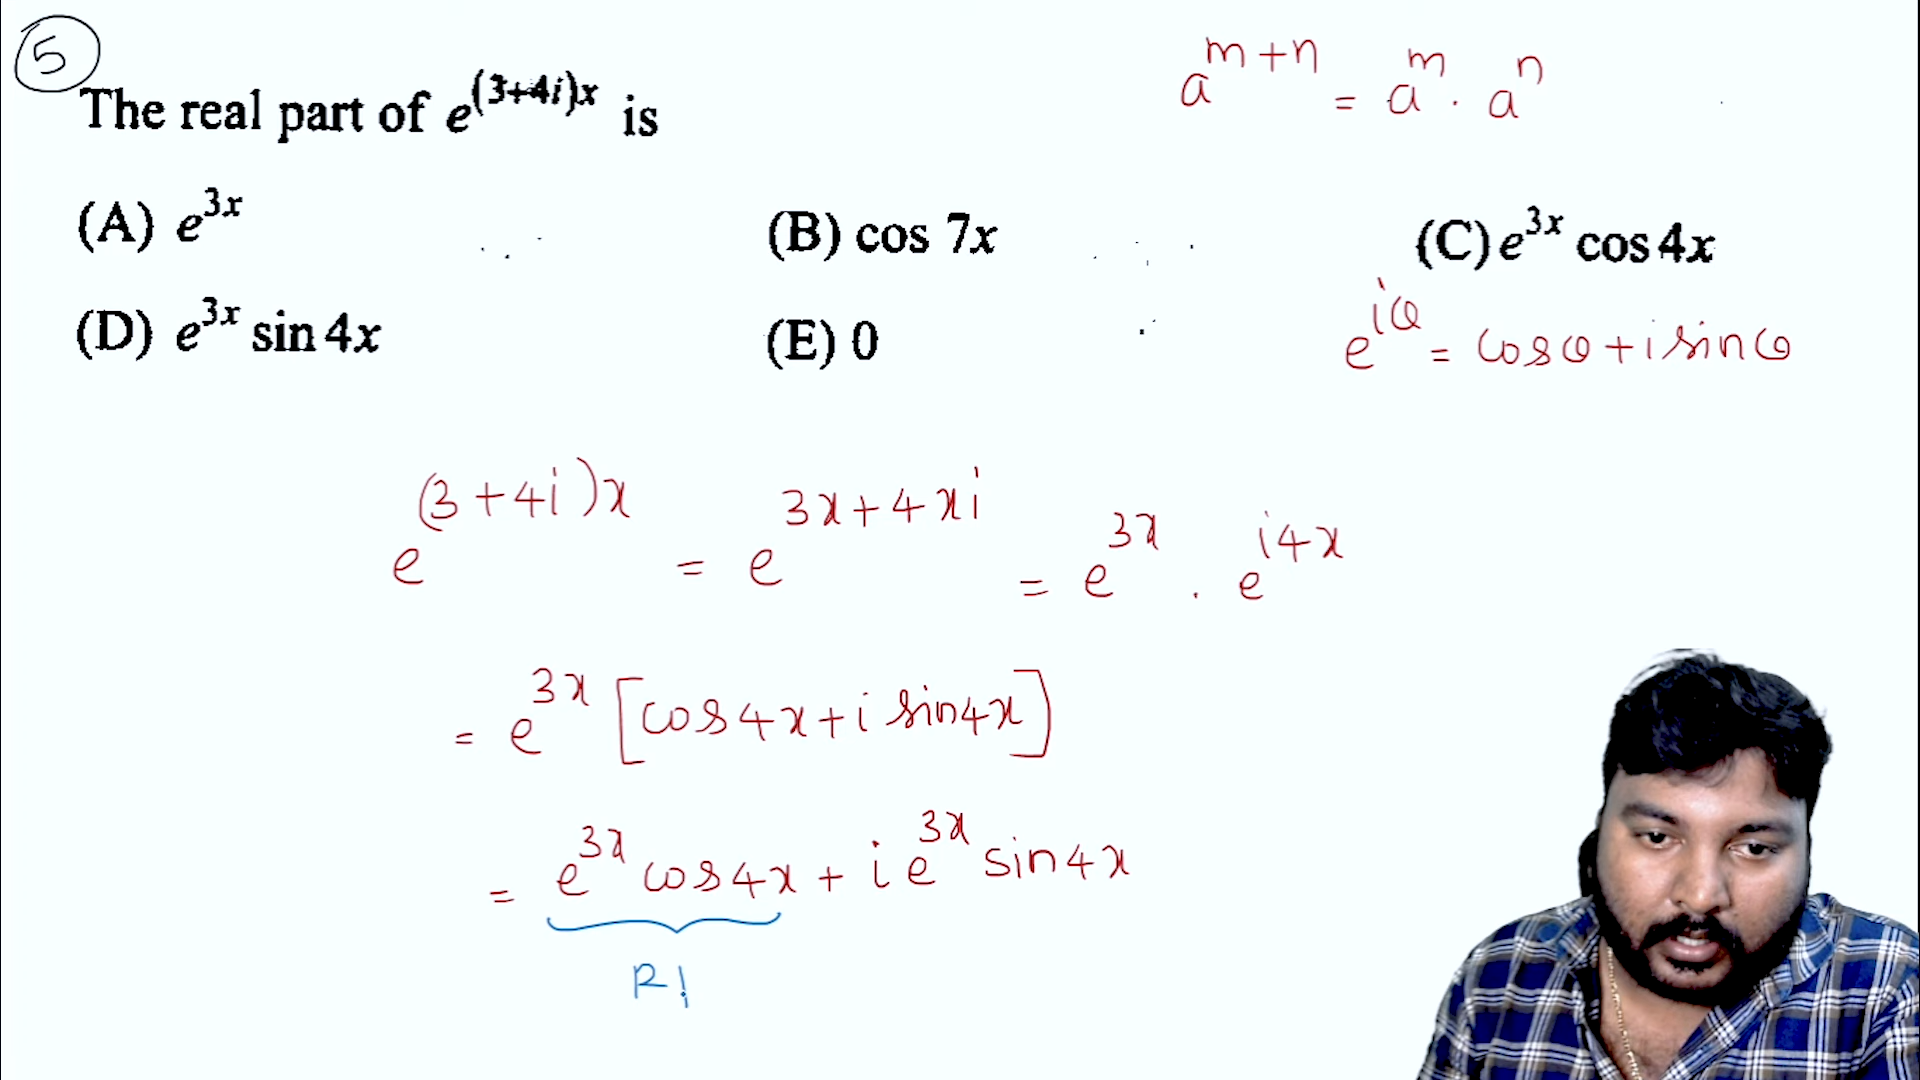 5
The real part of e^{(3+4i)x} is
a^{m+n} = a^m . a^n
(A) e^{3x} (B) cos 7x (C) e^{3x} cos 4x
(D) e^{3x} sin 4x (E) 0
e^{iθ} = cosθ + i sinθ
e^{(3+4i)x} = e^{3x+4xi} = e^{3x} . e^{i4x}
= e^{3x} [cos4x + i sin4x]
= e^{3x} cos4x + i e^{3x} sin4x